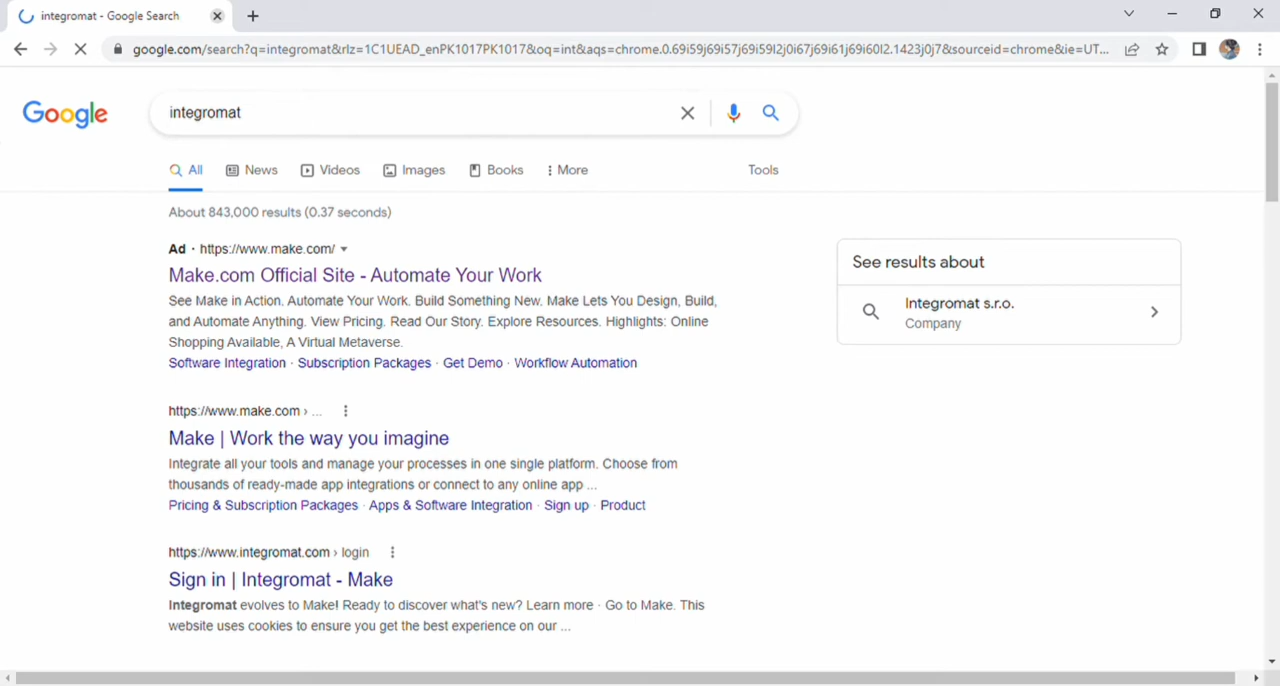 integromat - Google Search
google.com/search?q=integromat&rlz=1C1UEAD_enPK1017PK1017&oq=int&aqs=chrome.0.69i59j69i57j69i59l2j0i67j69i61j69i60l2.1423j0j7&sourceid=chrome&ie=UT...
Google
integromat
All News Videos Images Books More Tools
About 843,000 results (0.37 seconds)
Ad · https://www.make.com/
Make.com Official Site - Automate Your Work
See Make in Action. Automate Your Work. Build Something New. Make Lets You Design, Build,
and Automate Anything. View Pricing. Read Our Story. Explore Resources. Highlights: Online
Shopping Available, A Virtual Metaverse.
Software Integration · Subscription Packages · Get Demo · Workflow Automation
https://www.make.com › ...
Make | Work the way you imagine
Integrate all your tools and manage your processes in one single platform. Choose from
thousands of ready-made app integrations or connect to any online app ...
Pricing & Subscription Packages · Apps & Software Integration · Sign up · Product
https://www.integromat.com › login
Sign in | Integromat - Make
Integromat evolves to Make! Ready to discover what's new? Learn more · Go to Make. This
website uses cookies to ensure you get the best experience on our ...
See results about
Integromat s.r.o.
Company